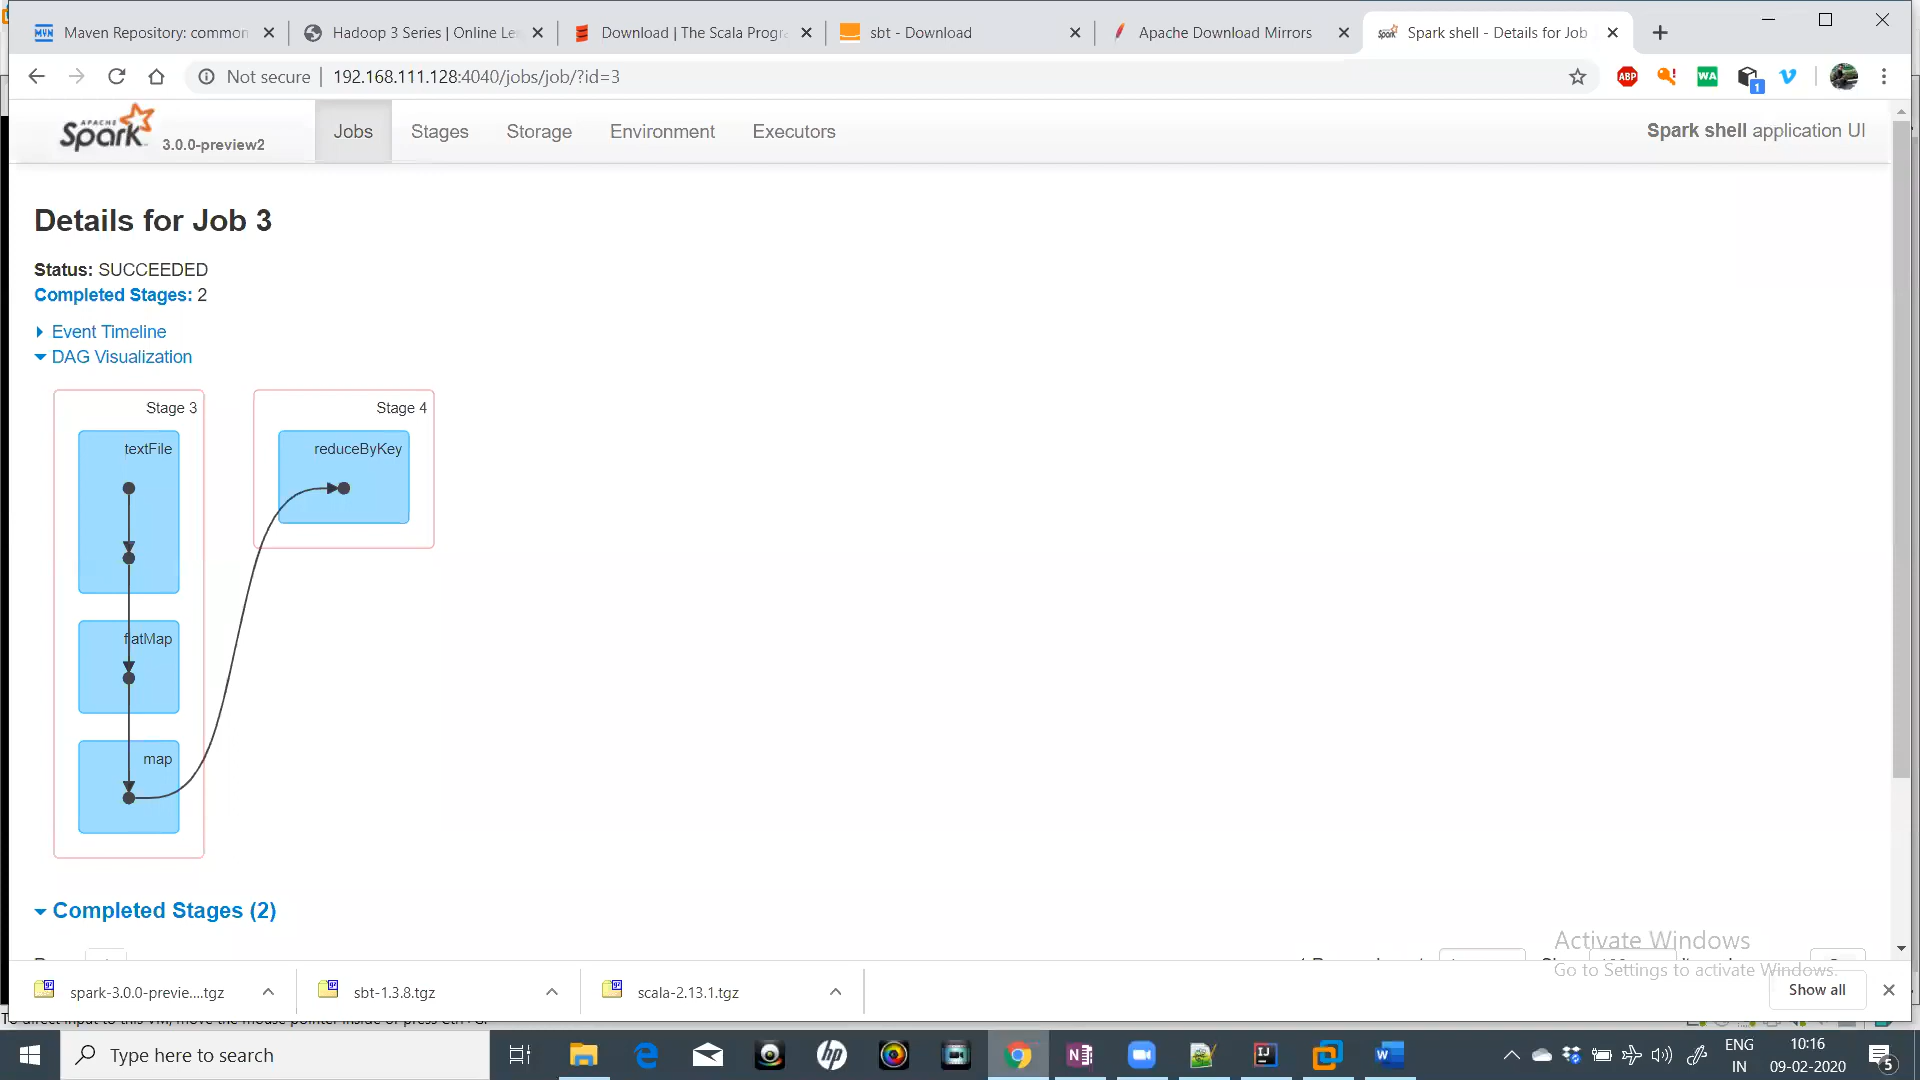 Maven Repository: common
Hadoop 3 Series | Online Le
Download | The Scala Progr
sbt - Download
Apache Download Mirrors
Spark shell - Details for Job
Not secure | 192.168.111.128:4040/jobs/job/?id=3
ABP
WA
1
APACHE
Spark
3.0.0-preview2
Jobs
Stages
Storage
Environment
Executors
Spark shell application UI
Details for Job 3
Status: SUCCEEDED
Completed Stages: 2
Event Timeline
DAG Visualization
Stage 3
Stage 4
textFile
reduceByKey
flatMap
map
Completed Stages (2)
Activate Windows
Go to Settings to activate Windows.
spark-3.0.0-previe....tgz
sbt-1.3.8.tgz
scala-2.13.1.tgz
Show all
Type here to search
ENG
IN
10:16
09-02-2020
5